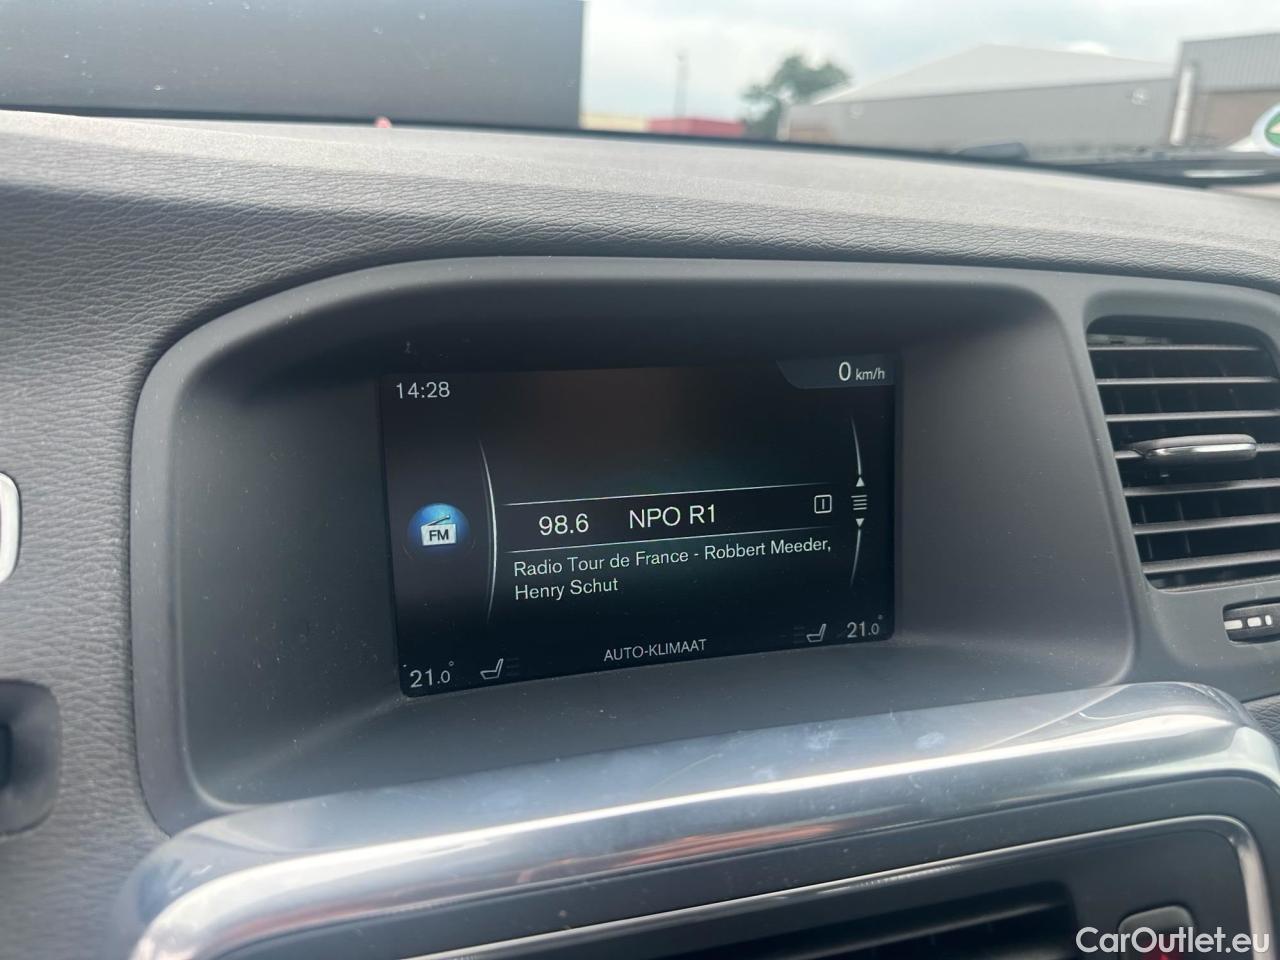 14:28
0 km/h
98.6 NPO R1 I
FM
Radio Tour de France - Robbert Meeder,
Henry Schut
21.0° AUTO-KLIMAAT 21.0°
CarOutlet.eu